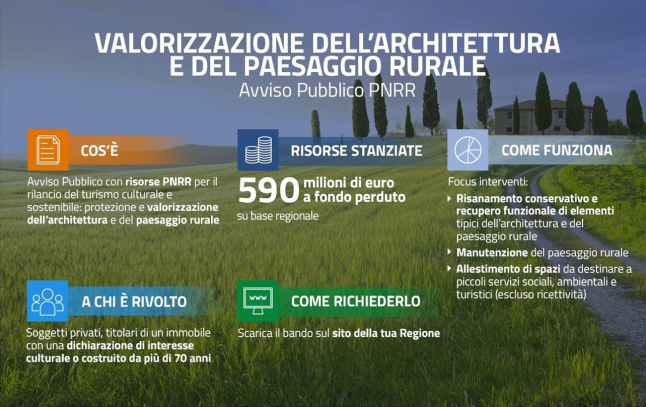 VALORIZZAZIONE DELL'ARCHITETTURA
E DEL PAESAGGIO RURALE
Avviso Pubblico PNRR
COS'È
Avviso Pubblico con risorse PNRR per il
rilancio del turismo culturale e
sostenibile: protezione e valorizzazione
dell'architettura e del paesaggio rurale
RISORSE STANZIATE
590 milioni di euro
a fondo perduto
su base regionale
COME FUNZIONA
Focus interventi:
Risanamento conservativo e
recupero funzionale di elementi
tipici dell'architettura e del
paesaggio rurale
Manutenzione del paesaggio rurale
Allestimento di spazi da destinare a
piccoli servizi sociali, ambientali e
turistici (escluso ricettività)
A CHI È RIVOLTO
Soggetti privati, titolari di un immobile
con una dichiarazione di interesse
culturale o costruito da più di 70 anni
COME RICHIEDERLO
www
Scarica il bando sul sito della tua Regione